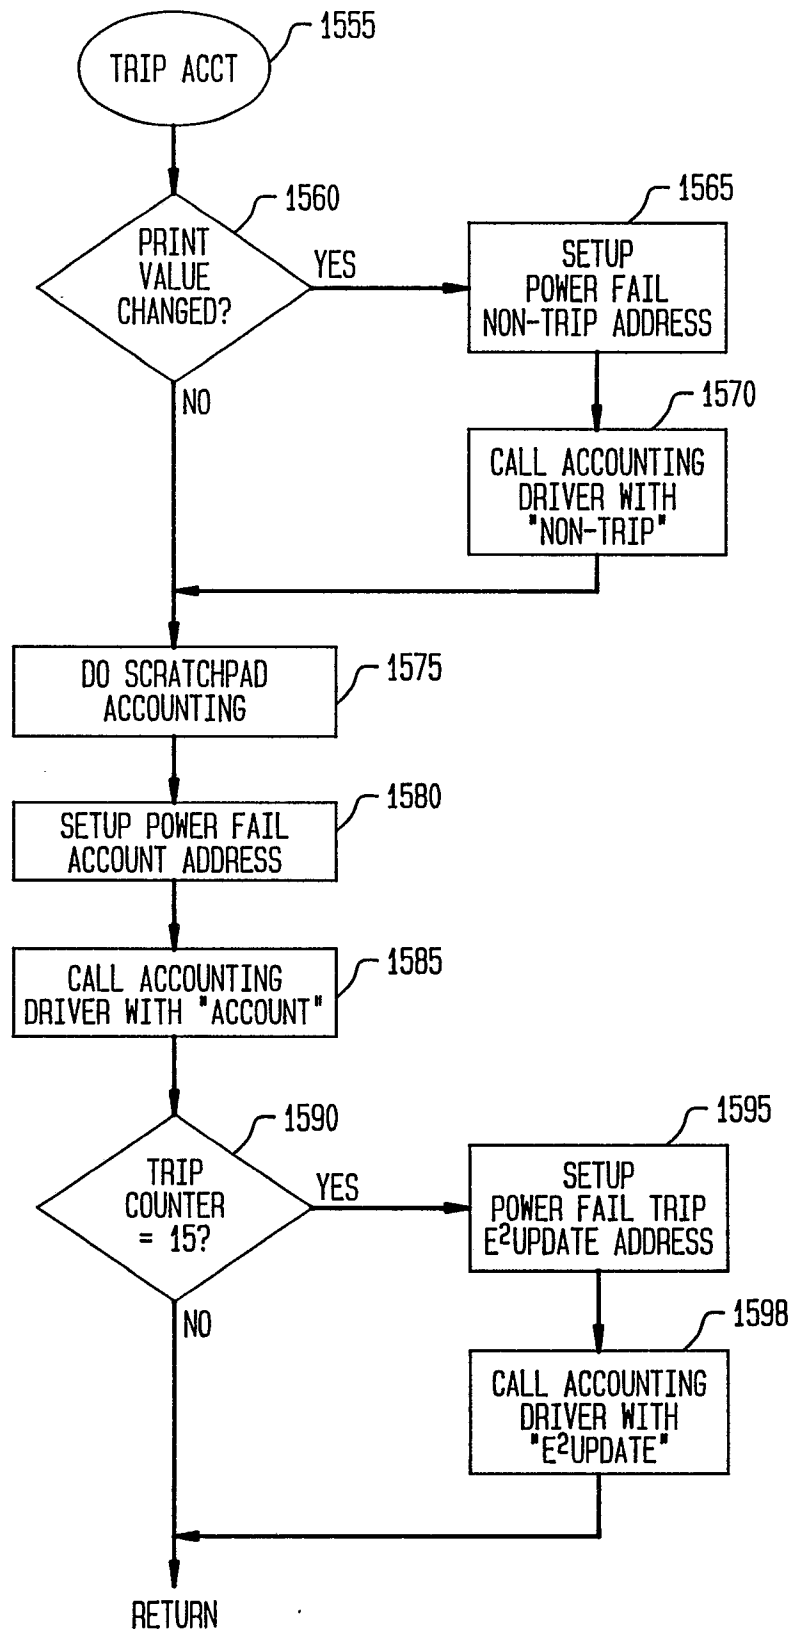 1555
TRIP ACCT
1560
PRINT
VALUE
CHANGED?
YES
NO
1565
SETUP
POWER FAIL
NON-TRIP ADDRESS
1570
CALL ACCOUNTING
DRIVER WITH
"NON-TRIP"
1575
DO SCRATCHPAD
ACCOUNTING
1580
SETUP POWER FAIL
ACCOUNT ADDRESS
1585
CALL ACCOUNTING
DRIVER WITH "ACCOUNT"
1590
TRIP
COUNTER
= 15?
YES
NO
1595
SETUP
POWER FAIL TRIP
E²UPDATE ADDRESS
1598
CALL ACCOUNTING
DRIVER WITH
"E²UPDATE"
RETURN